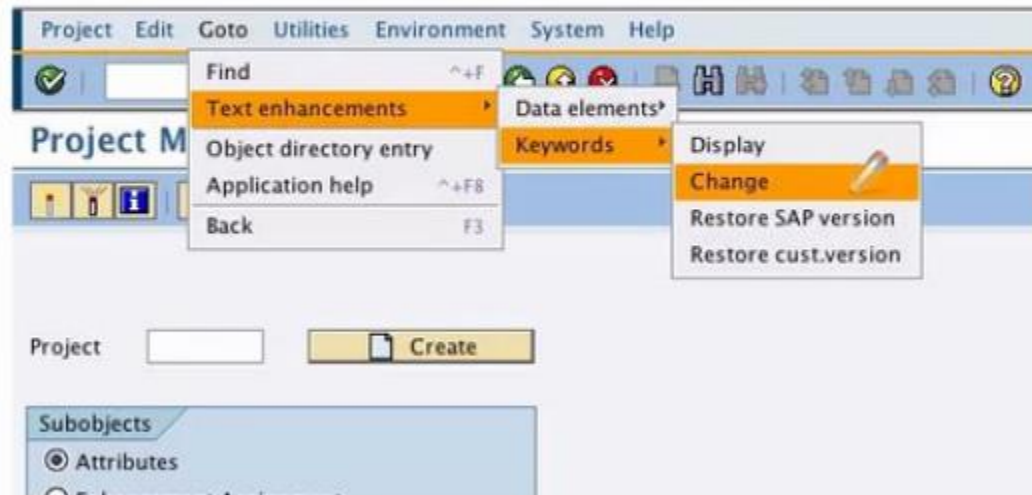 Project Edit Goto Utilities Environment System Help
Find ^+F
Text enhancements
Object directory entry
Application help ^+F8
Back F3
Data elements
Keywords
Display
Change
Restore SAP version
Restore cust.version
Project M
Project
Create
Subobjects
Attributes